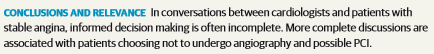 CONCLUSIONS AND RELEVANCE In conversations between cardiologists and patients with
stable angina, informed decision making is often incomplete. More complete discussions are
associated with patients choosing not to undergo angiography and possible PCI.